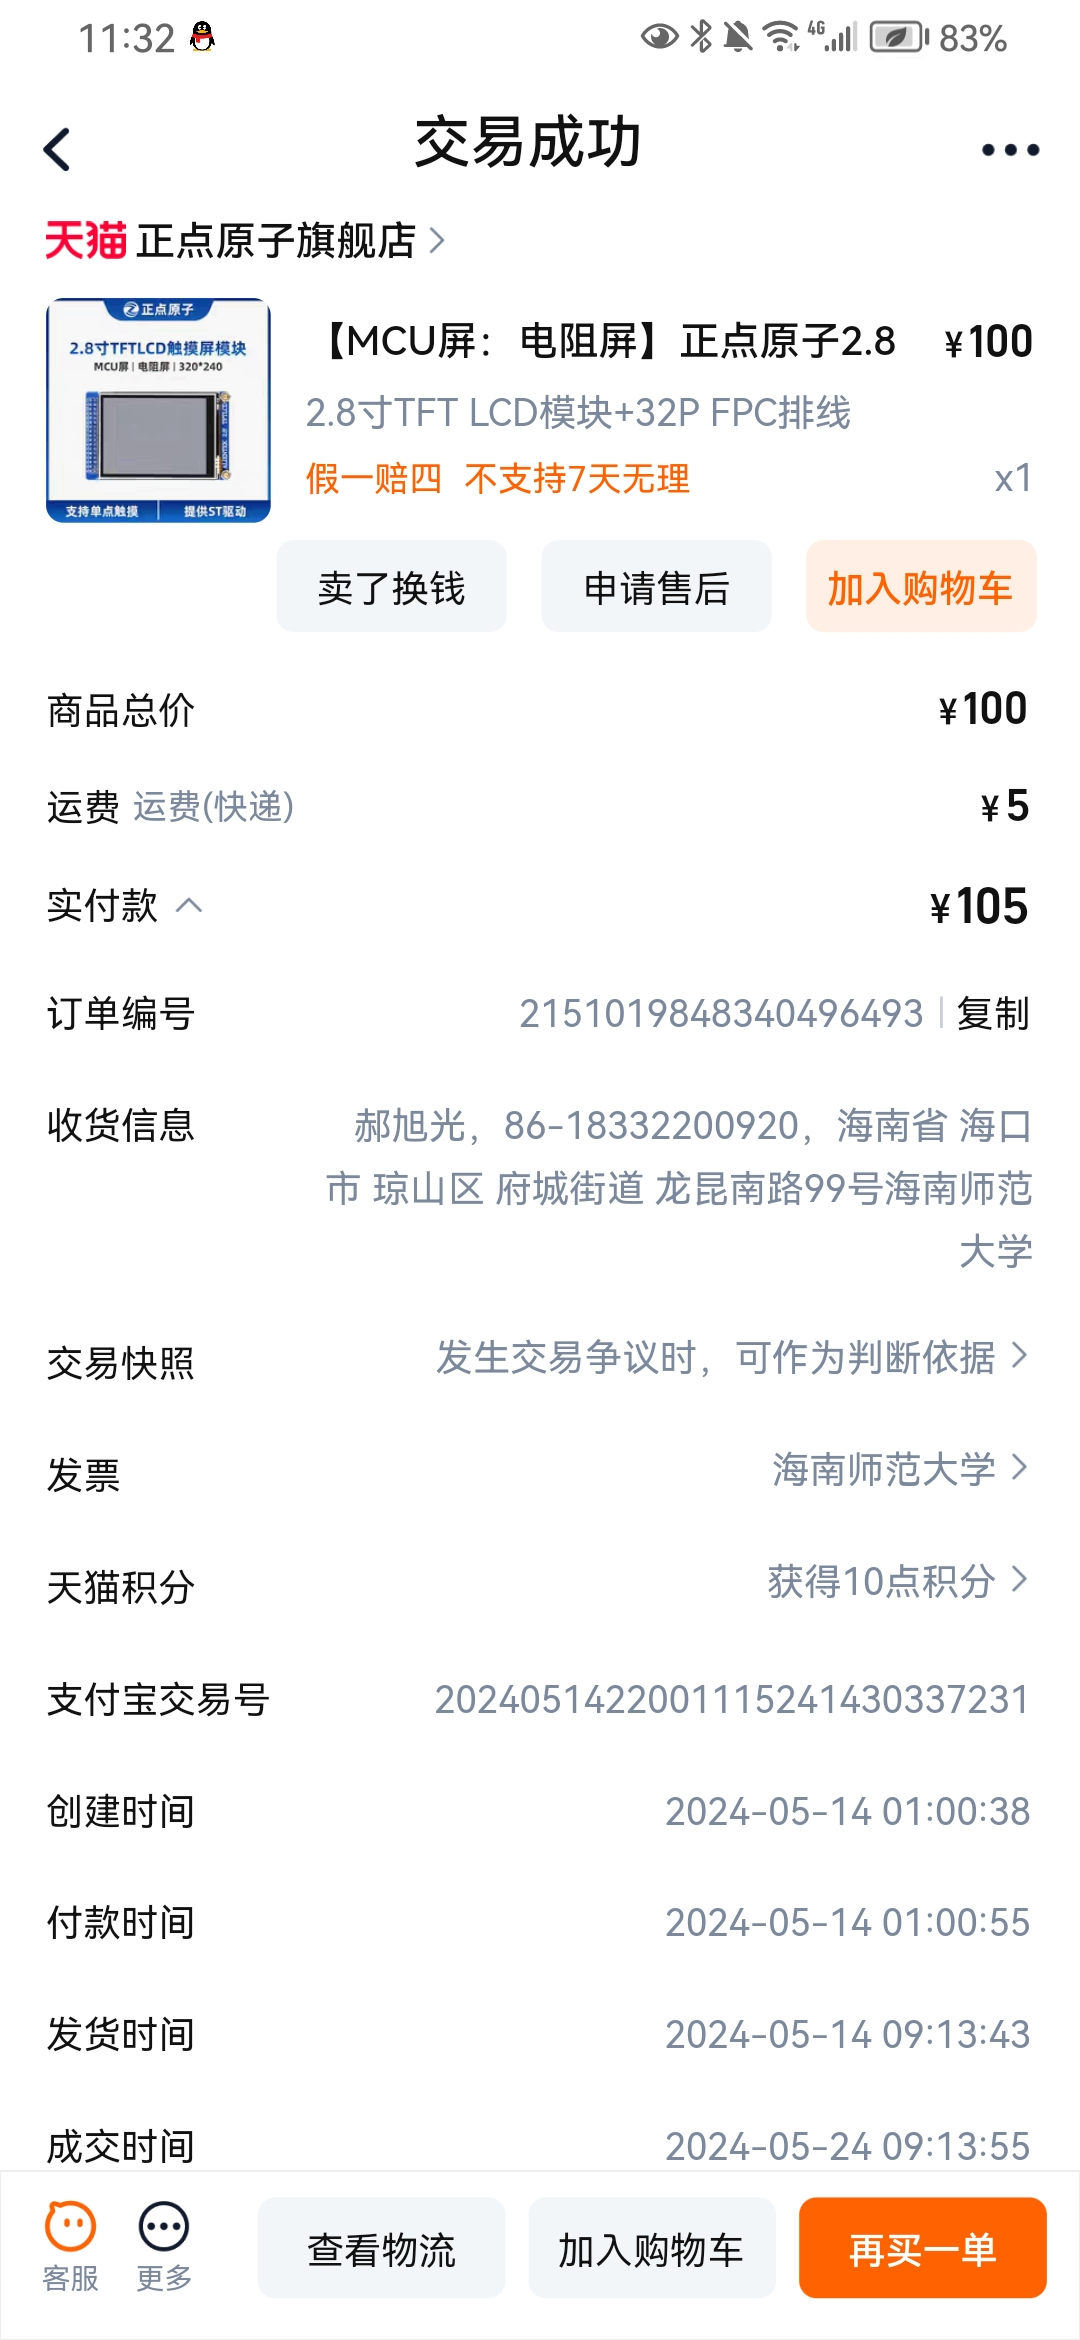 11:32 4G 83%
交易成功
天猫 正点原子旗舰店
正点原子
2.8寸TFTLCD触摸屏模块
MCU屏 | 电阻屏 | 320*240
支持单点触摸 | 提供ST驱动
【MCU屏：电阻屏】正点原子2.8 ¥100
2.8寸TFT LCD模块+32P FPC排线
假一赔四 不支持7天无理 x1
卖了换钱 申请售后 加入购物车
商品总价 ¥100
运费 运费(快递) ¥5
实付款 ¥105
订单编号 2151019848340496493 | 复制
收货信息 郝旭光，86-18332200920，海南省 海口
市 琼山区 府城街道 龙昆南路99号海南师范
大学
交易快照 发生交易争议时，可作为判断依据
发票 海南师范大学
天猫积分 获得10点积分
支付宝交易号 2024051422001115241430337231
创建时间 2024-05-14 01:00:38
付款时间 2024-05-14 01:00:55
发货时间 2024-05-14 09:13:43
成交时间 2024-05-24 09:13:55
客服 更多 查看物流 加入购物车 再买一单